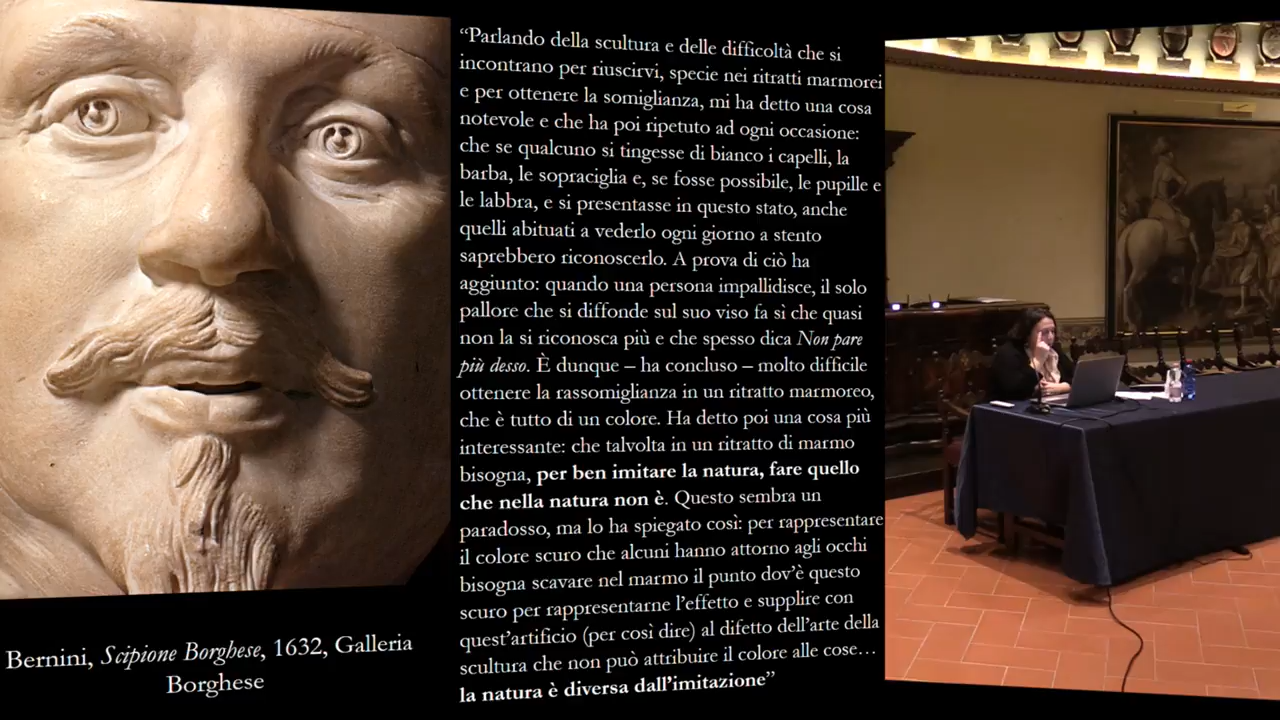 “Parlando della scultura e delle difficoltà che si
incontrano per riuscirvi, specie nei ritratti marmorei
e per ottenere la somiglianza, mi ha detto una cosa
notevole e che ha poi ripetuto ad ogni occasione:
che se qualcuno si tingesse di bianco i capelli, la
barba, le sopraciglia e, se fosse possibile, le pupille e
le labbra, e si presentasse in questo stato, anche
quelli abituati a vederlo ogni giorno a stento
saprebbero riconoscerlo. A prova di ciò ha
aggiunto: quando una persona impallidisce, il solo
pallore che si diffonde sul suo viso fa sì che quasi
non la si riconosca più e che spesso dica Non pare
più desso. È dunque – ha concluso – molto difficile
ottenere la rassomiglianza in un ritratto marmoreo,
che è tutto di un colore. Ha detto poi una cosa più
interessante: che talvolta in un ritratto di marmo
bisogna, per ben imitare la natura, fare quello
che nella natura non è. Questo sembra un
paradosso, ma lo ha spiegato così: per rappresentare
il colore scuro che alcuni hanno attorno agli occhi
bisogna scavare nel marmo il punto dov’è questo
scuro per rappresentarne l’effetto e supplire con
quest’artificio (per così dire) al difetto dell’arte della
scultura che non può attribuire il colore alle cose…
la natura è diversa dall’imitazione”
Bernini, Scipione Borghese, 1632, Galleria
Borghese